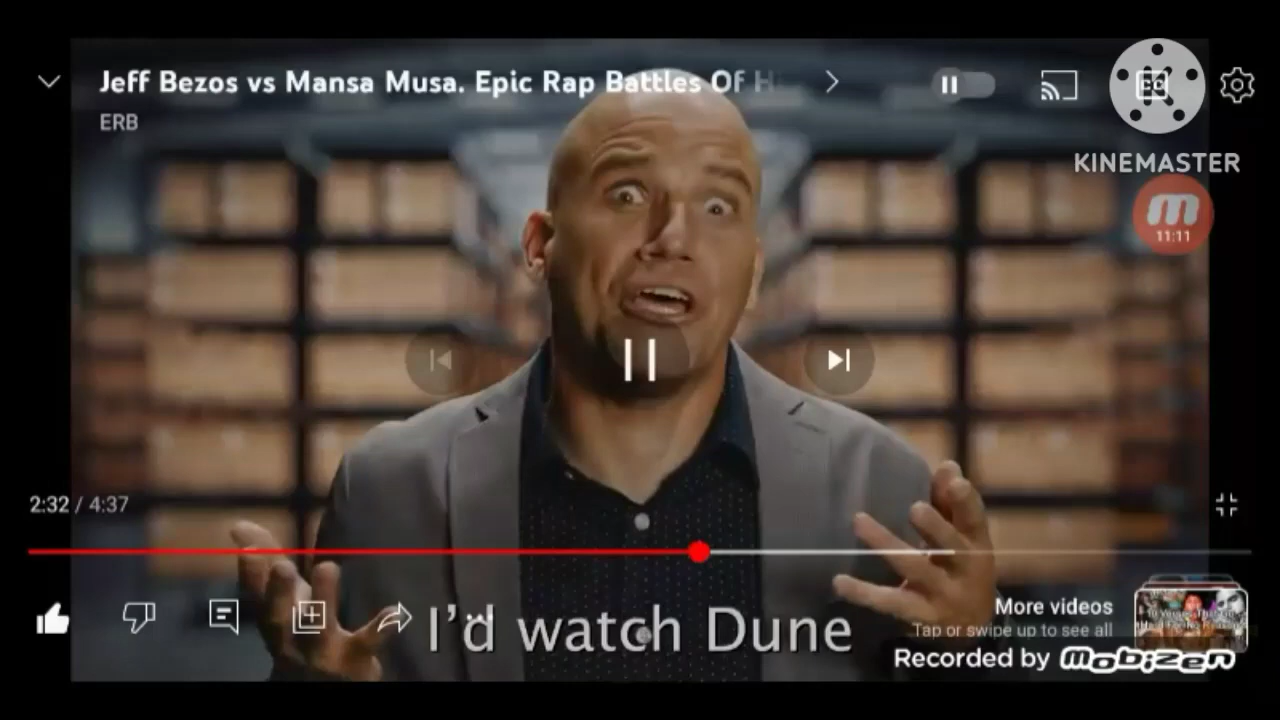 Jeff Bezos vs Mansa Musa. Epic Rap Battles Of H
ERB
CC
KINEMASTER
11:11
2:32 / 4:37
I'd watch Dune
More videos
Tap or swipe up to see all
Recorded by mobizen